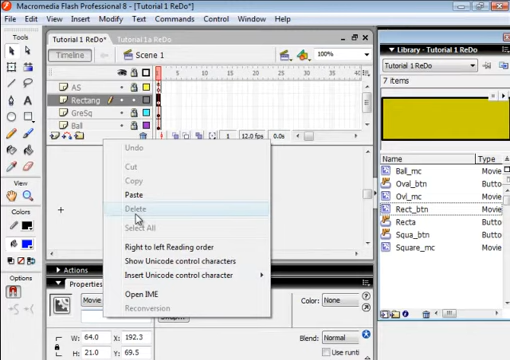 Macromedia Flash Professional 8 - [Tutorial 1 ReDo*]
File Edit View Insert Modify Text Commands Control Window Help
Tools
View
Colors
Options
Tutorial 1 ReDo*
Tutorial 1a ReDo
Timeline
Scene 1
100%
1 5 10 15 20 25 30 35 40 45
AS
Rectang
GreSq
Ball
1 12.0 fps 0.0s
Undo
Cut
Copy
Paste
Delete
Select All
Right to left Reading order
Show Unicode control characters
Insert Unicode control character
Open IME
Reconversion
Actions
Properties
Movie
Color: None
W: 64.0 X: 192.3
H: 21.0 Y: 69.5
Blend: Normal
Use runti
Library - Tutorial 1 ReDo*
Tutorial 1 ReDo*
7 items
Name Type
Ball_mc Movie
Oval_btn Butto
Ovl_mc Movie
Rect_btn Movie
Recta Butto
Squa_btn Butto
Square_mc Movie